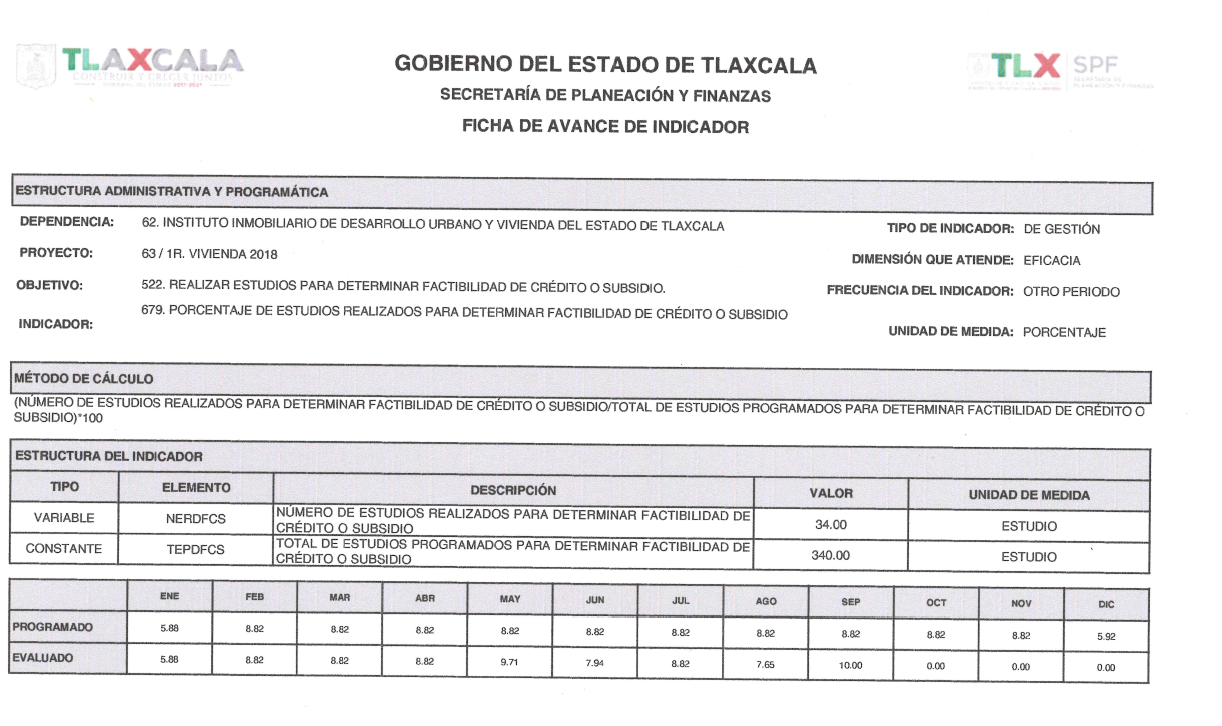 TLAXCALA
CONSTRUIR Y CRECER JUNTOS
GOBIERNO DEL ESTADO DE TLAXCALA
SECRETARÍA DE PLANEACIÓN Y FINANZAS
FICHA DE AVANCE DE INDICADOR
TLX SPF
SECRETARÍA DE
PLANEACIÓN Y FINANZAS
ESTRUCTURA ADMINISTRATIVA Y PROGRAMÁTICA
DEPENDENCIA: 62. INSTITUTO INMOBILIARIO DE DESARROLLO URBANO Y VIVIENDA DEL ESTADO DE TLAXCALA TIPO DE INDICADOR: DE GESTIÓN
PROYECTO: 63 / 1R. VIVIENDA 2018 DIMENSIÓN QUE ATIENDE: EFICACIA
OBJETIVO: 522. REALIZAR ESTUDIOS PARA DETERMINAR FACTIBILIDAD DE CRÉDITO O SUBSIDIO. FRECUENCIA DEL INDICADOR: OTRO PERIODO
INDICADOR: 679. PORCENTAJE DE ESTUDIOS REALIZADOS PARA DETERMINAR FACTIBILIDAD DE CRÉDITO O SUBSIDIO UNIDAD DE MEDIDA: PORCENTAJE
MÉTODO DE CÁLCULO
(NÚMERO DE ESTUDIOS REALIZADOS PARA DETERMINAR FACTIBILIDAD DE CRÉDITO O SUBSIDIO/TOTAL DE ESTUDIOS PROGRAMADOS PARA DETERMINAR FACTIBILIDAD DE CRÉDITO O
SUBSIDIO)*100
ESTRUCTURA DEL INDICADOR
TIPO ELEMENTO DESCRIPCIÓN VALOR UNIDAD DE MEDIDA
VARIABLE NERDFCS NÚMERO DE ESTUDIOS REALIZADOS PARA DETERMINAR FACTIBILIDAD DE
CRÉDITO O SUBSIDIO 34.00 ESTUDIO
CONSTANTE TEPDFCS TOTAL DE ESTUDIOS PROGRAMADOS PARA DETERMINAR FACTIBILIDAD DE
CRÉDITO O SUBSIDIO 340.00 ESTUDIO
ENE FEB MAR ABR MAY JUN JUL AGO SEP OCT NOV DIC
PROGRAMADO 5.88 8.82 8.82 8.82 8.82 8.82 8.82 8.82 8.82 8.82 8.82 5.92
EVALUADO 5.88 8.82 8.82 8.82 9.71 7.94 8.82 7.65 10.00 0.00 0.00 0.00